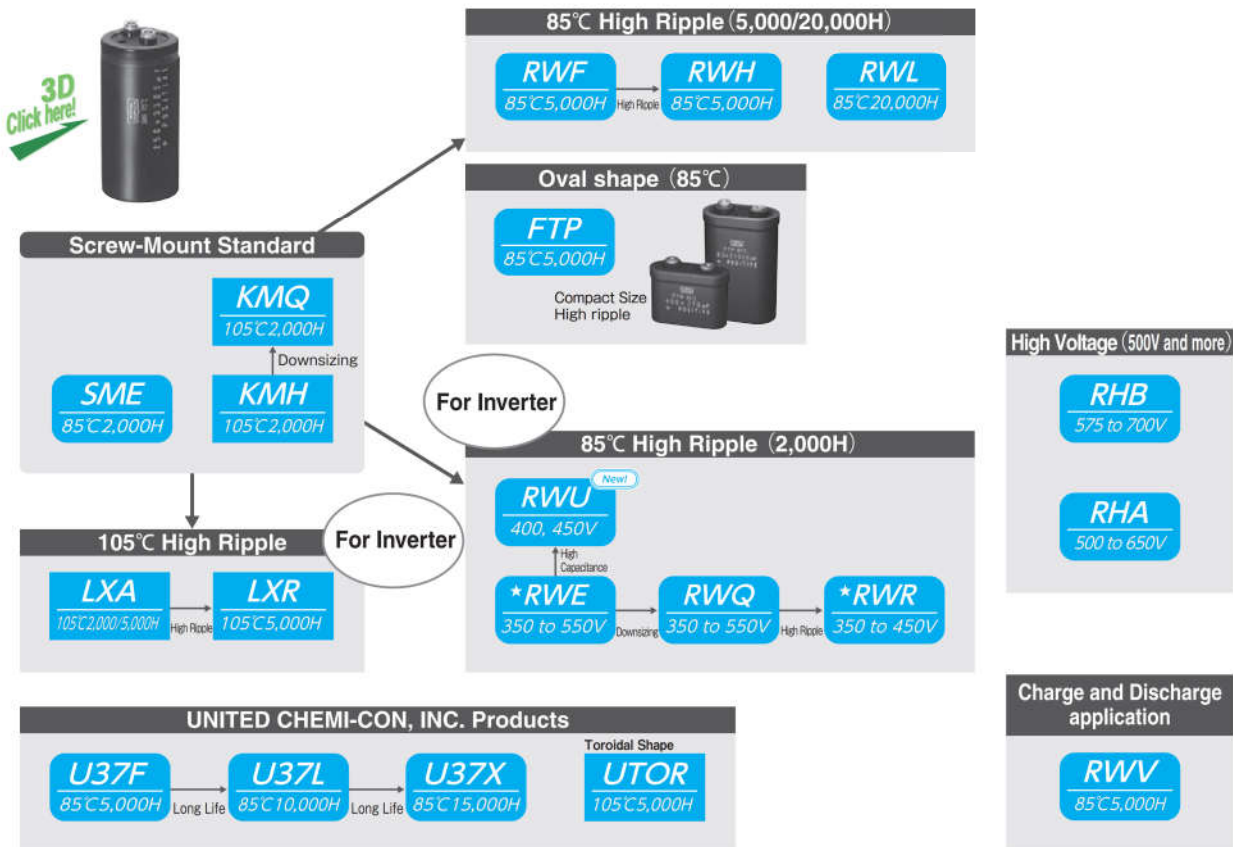 3D
Click here!
85℃ High Ripple (5,000/20,000H)
RWF
85℃5,000H
High Ripple
RWH
85℃5,000H
RWL
85℃20,000H
Oval shape (85℃)
FTP
85℃5,000H
Compact Size
High ripple
Screw-Mount Standard
KMQ
105℃2,000H
Downsizing
SME
85℃2,000H
KMH
105℃2,000H
For Inverter
85℃ High Ripple (2,000H)
New!
RWU
400, 450V
High
Capacitance
★RWE
350 to 550V
Downsizing
RWQ
350 to 550V
High Ripple
★RWR
350 to 450V
For Inverter
105℃ High Ripple
LXA
105℃2,000/5,000H
High Ripple
LXR
105℃5,000H
High Voltage (500V and more)
RHB
575 to 700V
RHA
500 to 650V
UNITED CHEMI-CON, INC. Products
U37F
85℃5,000H
Long Life
U37L
85℃10,000H
Long Life
U37X
85℃15,000H
Toroidal Shape
UTOR
105℃5,000H
Charge and Discharge
application
RWV
85℃5,000H